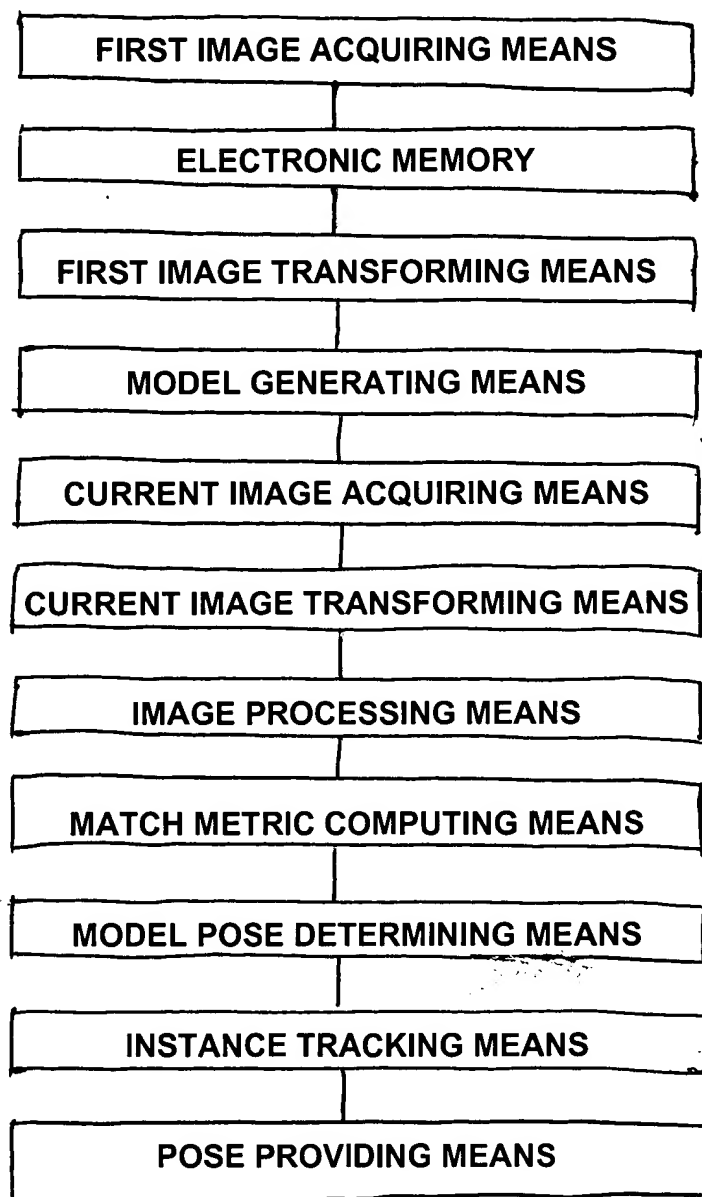 FIRST IMAGE ACQUIRING MEANS
ELECTRONIC MEMORY
FIRST IMAGE TRANSFORMING MEANS
MODEL GENERATING MEANS
CURRENT IMAGE ACQUIRING MEANS
CURRENT IMAGE TRANSFORMING MEANS
IMAGE PROCESSING MEANS
MATCH METRIC COMPUTING MEANS
MODEL POSE DETERMINING MEANS
INSTANCE TRACKING MEANS
POSE PROVIDING MEANS